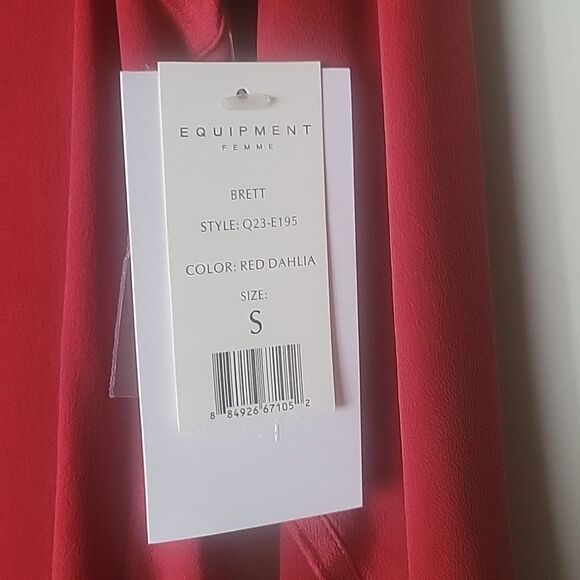 EQUIPMENT
FEMME
BRETT
STYLE: Q23-E195
COLOR: RED DAHLIA
SIZE:
S
8 84926 67105 2